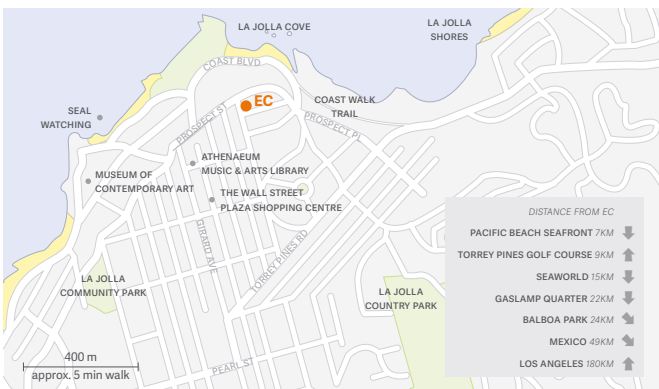 LA JOLLA COVE
LA JOLLA
SHORES
COAST BLVD
EC
COAST WALK
TRAIL
SEAL
WATCHING
PROSPECT ST
PROSPECT PL
ATHENAEUM
MUSIC & ARTS LIBRARY
MUSEUM OF
CONTEMPORARY ART
THE WALL STREET
PLAZA SHOPPING CENTRE
GIRARD AVE
TORREY PINES RD
LA JOLLA
COMMUNITY PARK
LA JOLLA
COUNTRY PARK
PEARL ST
400 m
approx. 5 min walk
DISTANCE FROM EC
PACIFIC BEACH SEAFRONT 7KM
TORREY PINES GOLF COURSE 9KM
SEAWORLD 15KM
GASLAMP QUARTER 22KM
BALBOA PARK 24KM
MEXICO 49KM
LOS ANGELES 180KM